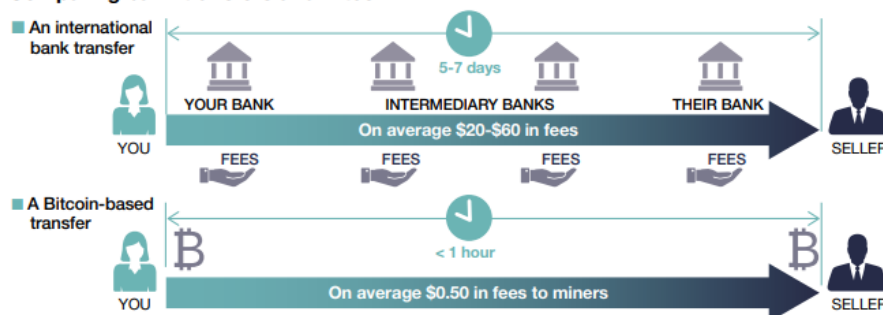 An international
bank transfer
5-7 days
YOUR BANK
INTERMEDIARY BANKS
THEIR BANK
On average $20-$60 in fees
YOU
SELLER
FEES
FEES
FEES
FEES
A Bitcoin-based
transfer
< 1 hour
On average $0.50 in fees to miners
YOU
SELLER